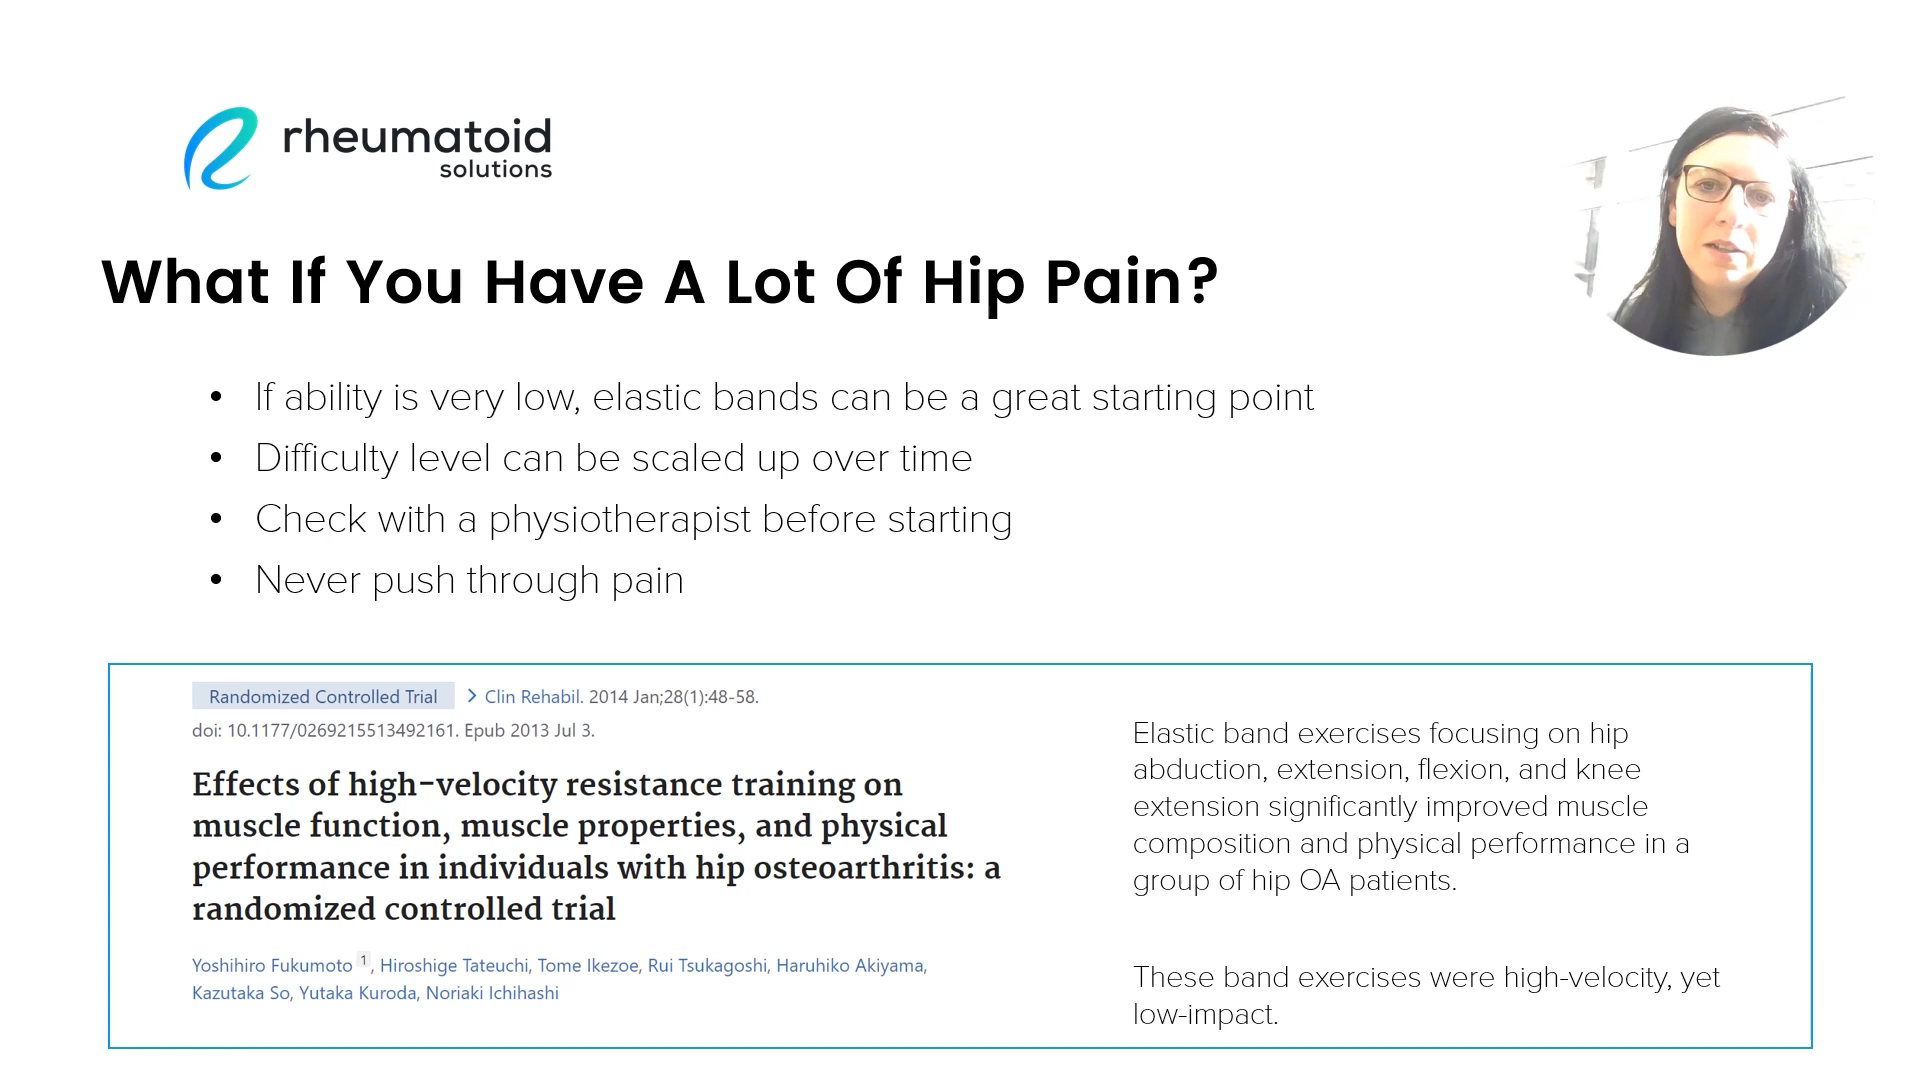 rheumatoid
solutions
What If You Have A Lot Of Hip Pain?
• If ability is very low, elastic bands can be a great starting point
• Difficulty level can be scaled up over time
• Check with a physiotherapist before starting
• Never push through pain
Randomized Controlled Trial > Clin Rehabil. 2014 Jan;28(1):48-58.
doi: 10.1177/0269215513492161. Epub 2013 Jul 3.
Effects of high-velocity resistance training on
muscle function, muscle properties, and physical
performance in individuals with hip osteoarthritis: a
randomized controlled trial
Yoshihiro Fukumoto 1, Hiroshige Tateuchi, Tome Ikezoe, Rui Tsukagoshi, Haruhiko Akiyama,
Kazutaka So, Yutaka Kuroda, Noriaki Ichihashi
Elastic band exercises focusing on hip
abduction, extension, flexion, and knee
extension significantly improved muscle
composition and physical performance in a
group of hip OA patients.
These band exercises were high-velocity, yet
low-impact.